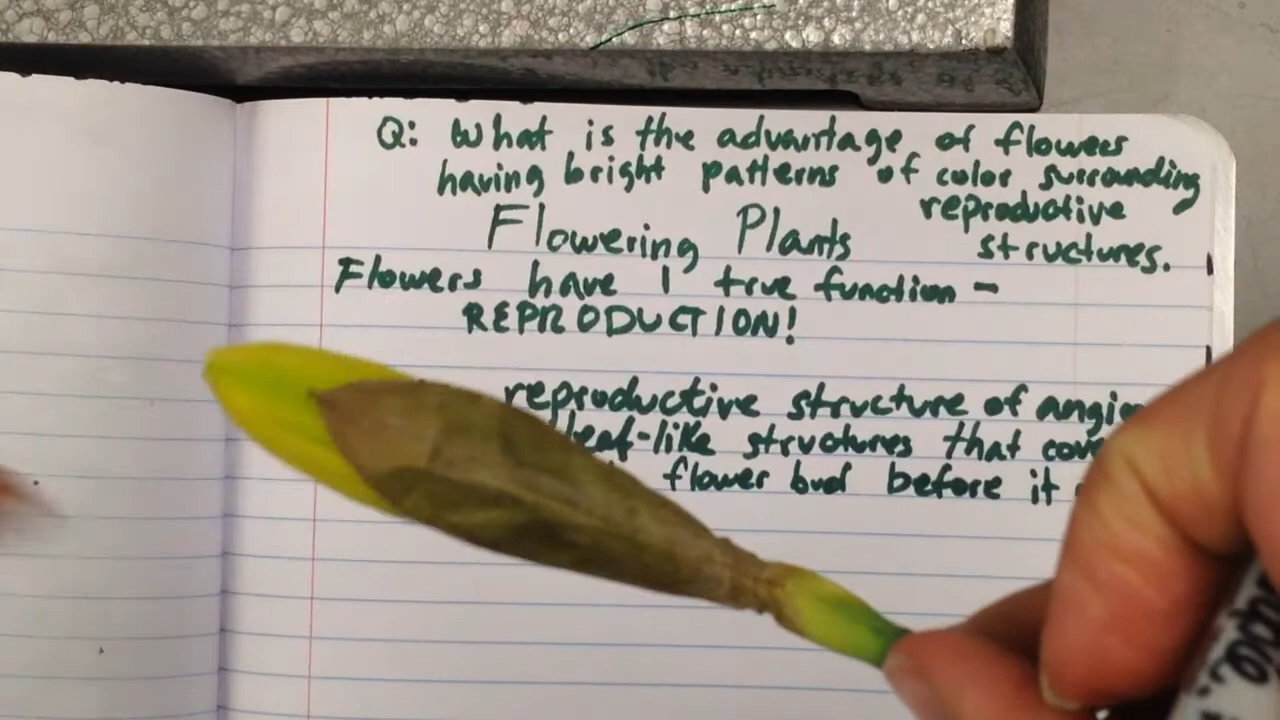 Q: What is the advantage of flowers
having bright patterns of color surrounding
reproductive
structures.
Flowering Plants
Flowers have 1 true function -
REPRODUCTION!
reproductive structure of angio
leaf-like structures that cov
flower bud before it